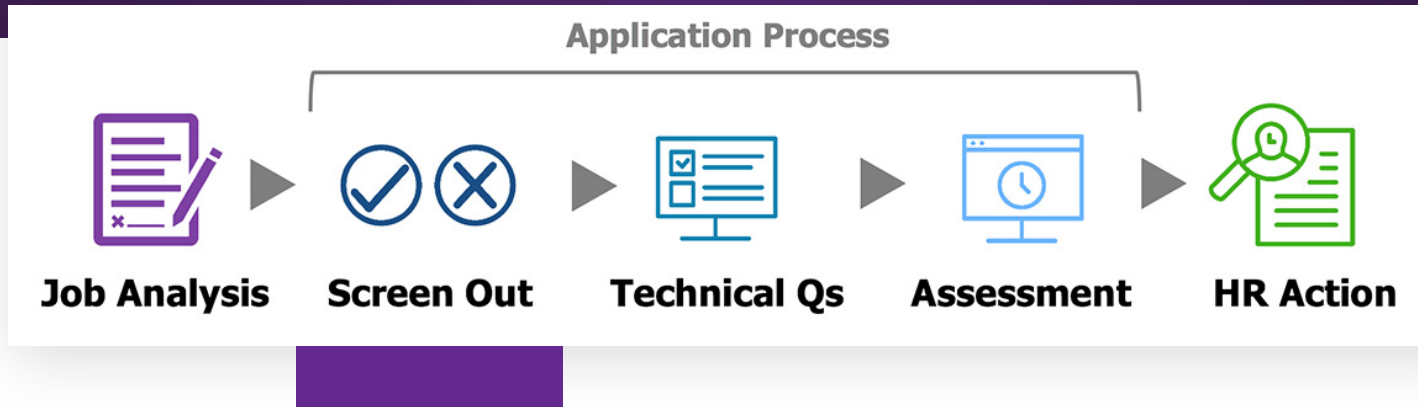 Application Process
Job Analysis
Screen Out
Technical Qs
Assessment
HR Action